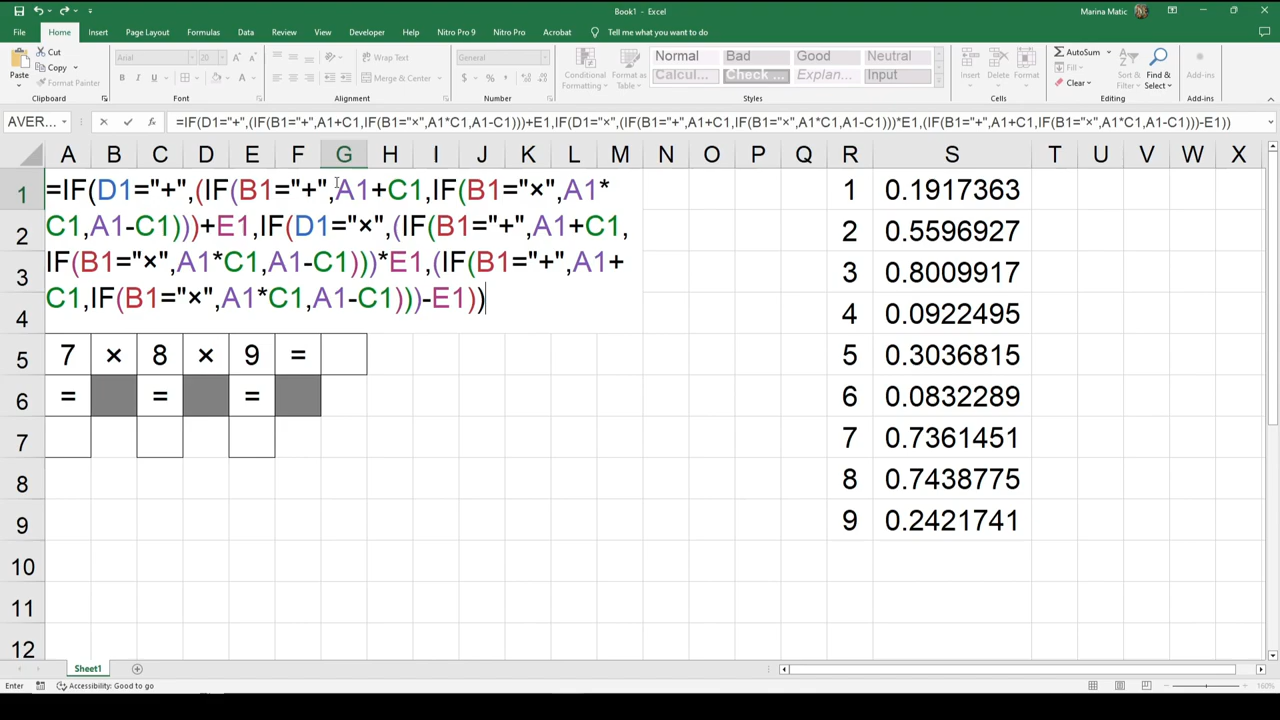 Book1 - Excel
Marina Matic
File Home Insert Page Layout Formulas Data Review View Developer Help Nitro Pro 9 Nitro Pro Acrobat Tell me what you want to do
Paste
Cut
Copy
Format Painter
Clipboard
Arial 20
B I U
Font
Wrap Text
Merge & Center
Alignment
General
$ % ,
Number
Conditional Formatting
Format as Table
Normal Bad Good Neutral
Calcul... Check ... Explan... Input
Styles
Insert Delete Format
Cells
AutoSum
Fill
Clear
Sort & Filter
Find & Select
Editing
AVER... fx =IF(D1="+",(IF(B1="+",A1+C1,IF(B1="×",A1*C1,A1-C1)))+E1,IF(D1="×",(IF(B1="+",A1+C1,IF(B1="×",A1*C1,A1-C1)))*E1,(IF(B1="+",A1+C1,IF(B1="×",A1*C1,A1-C1)))-E1))
A B C D E F G H I J K L M N O P Q R S T U V W X
1 =IF(D1="+",(IF(B1="+",A1+C1,IF(B1="×",A1* 1 0.1917363
2 C1,A1-C1)))+E1,IF(D1="×",(IF(B1="+",A1+C1, 2 0.5596927
3 IF(B1="×",A1*C1,A1-C1)))*E1,(IF(B1="+",A1+ 3 0.8009917
4 C1,IF(B1="×",A1*C1,A1-C1)))-E1)) 4 0.0922495
5 7 × 8 × 9 = 5 0.3036815
6 = = = 6 0.0832289
7 7 0.7361451
8 8 0.7438775
9 9 0.2421741
10
11
12
Sheet1
Enter Accessibility: Good to go 160%